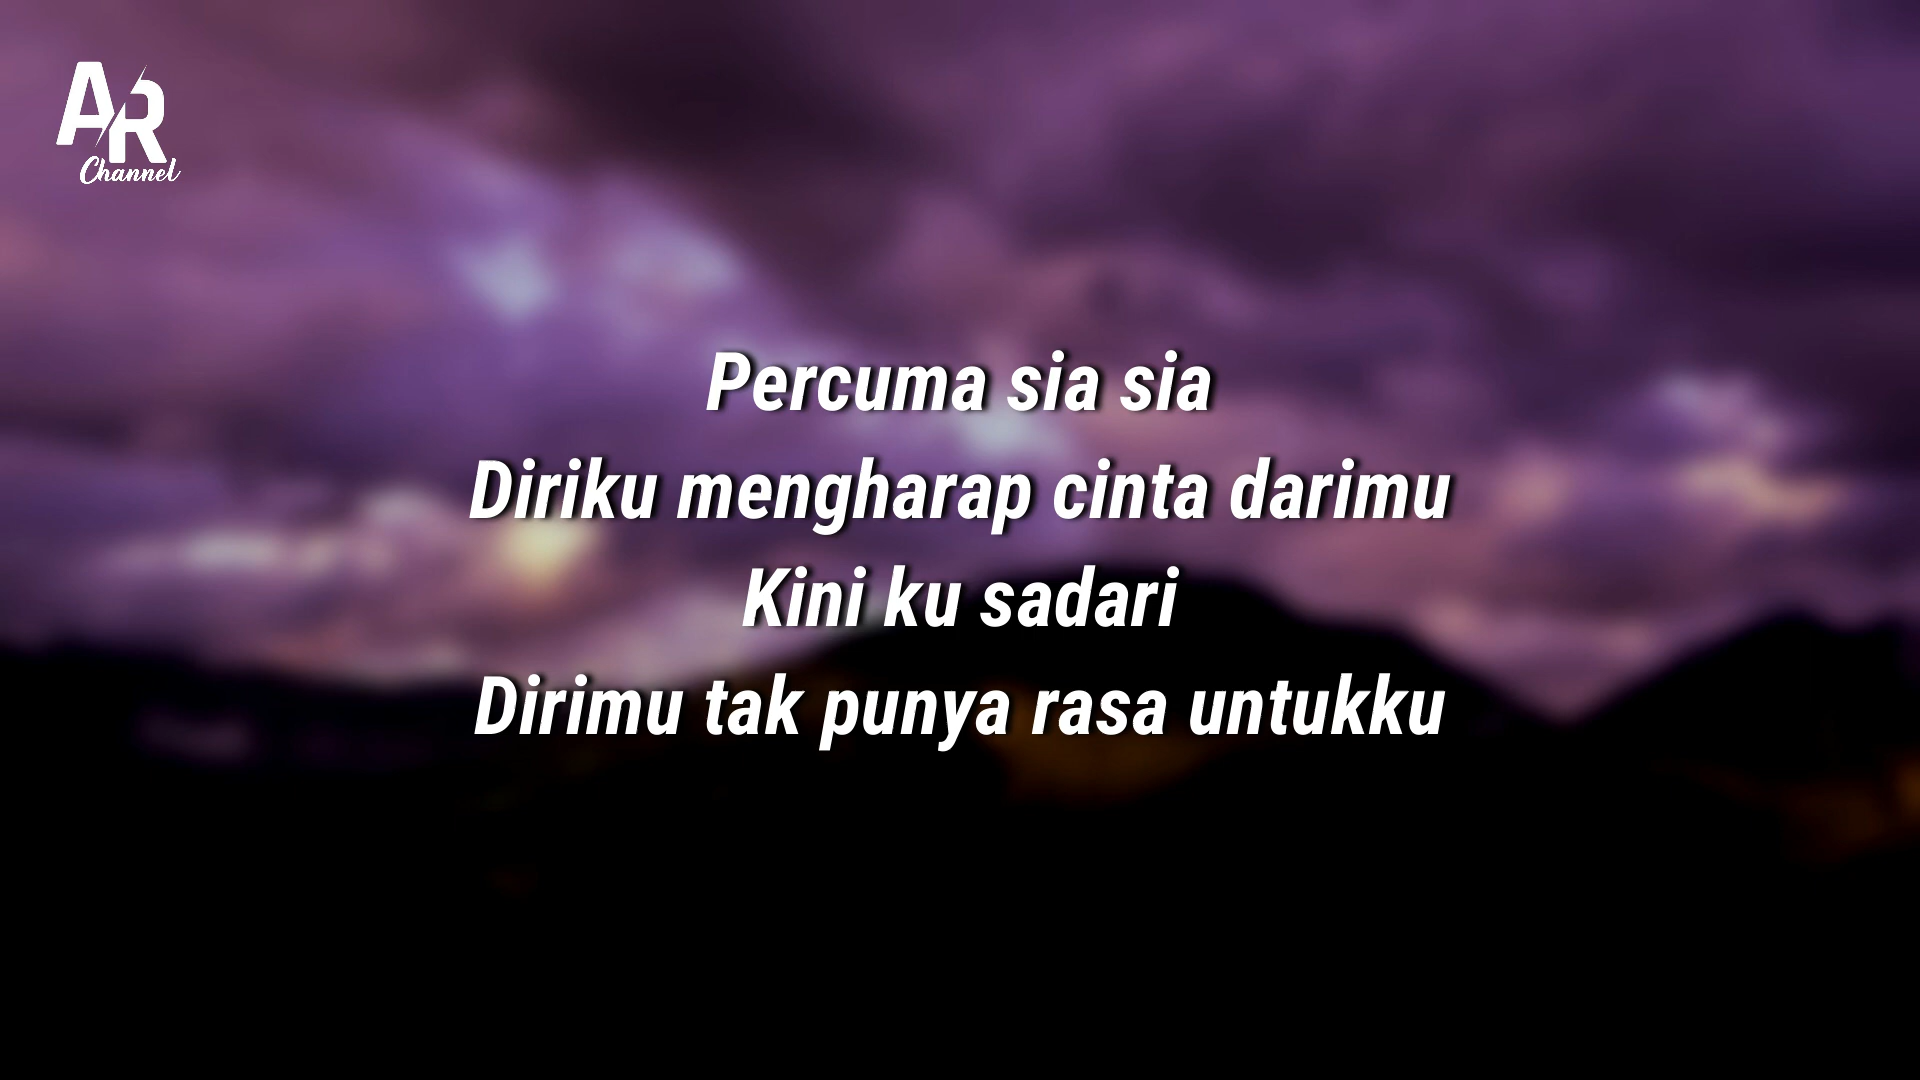 AR
Channel
Percuma sia sia
Diriku mengharap cinta darimu
Kini ku sadari
Dirimu tak punya rasa untukku